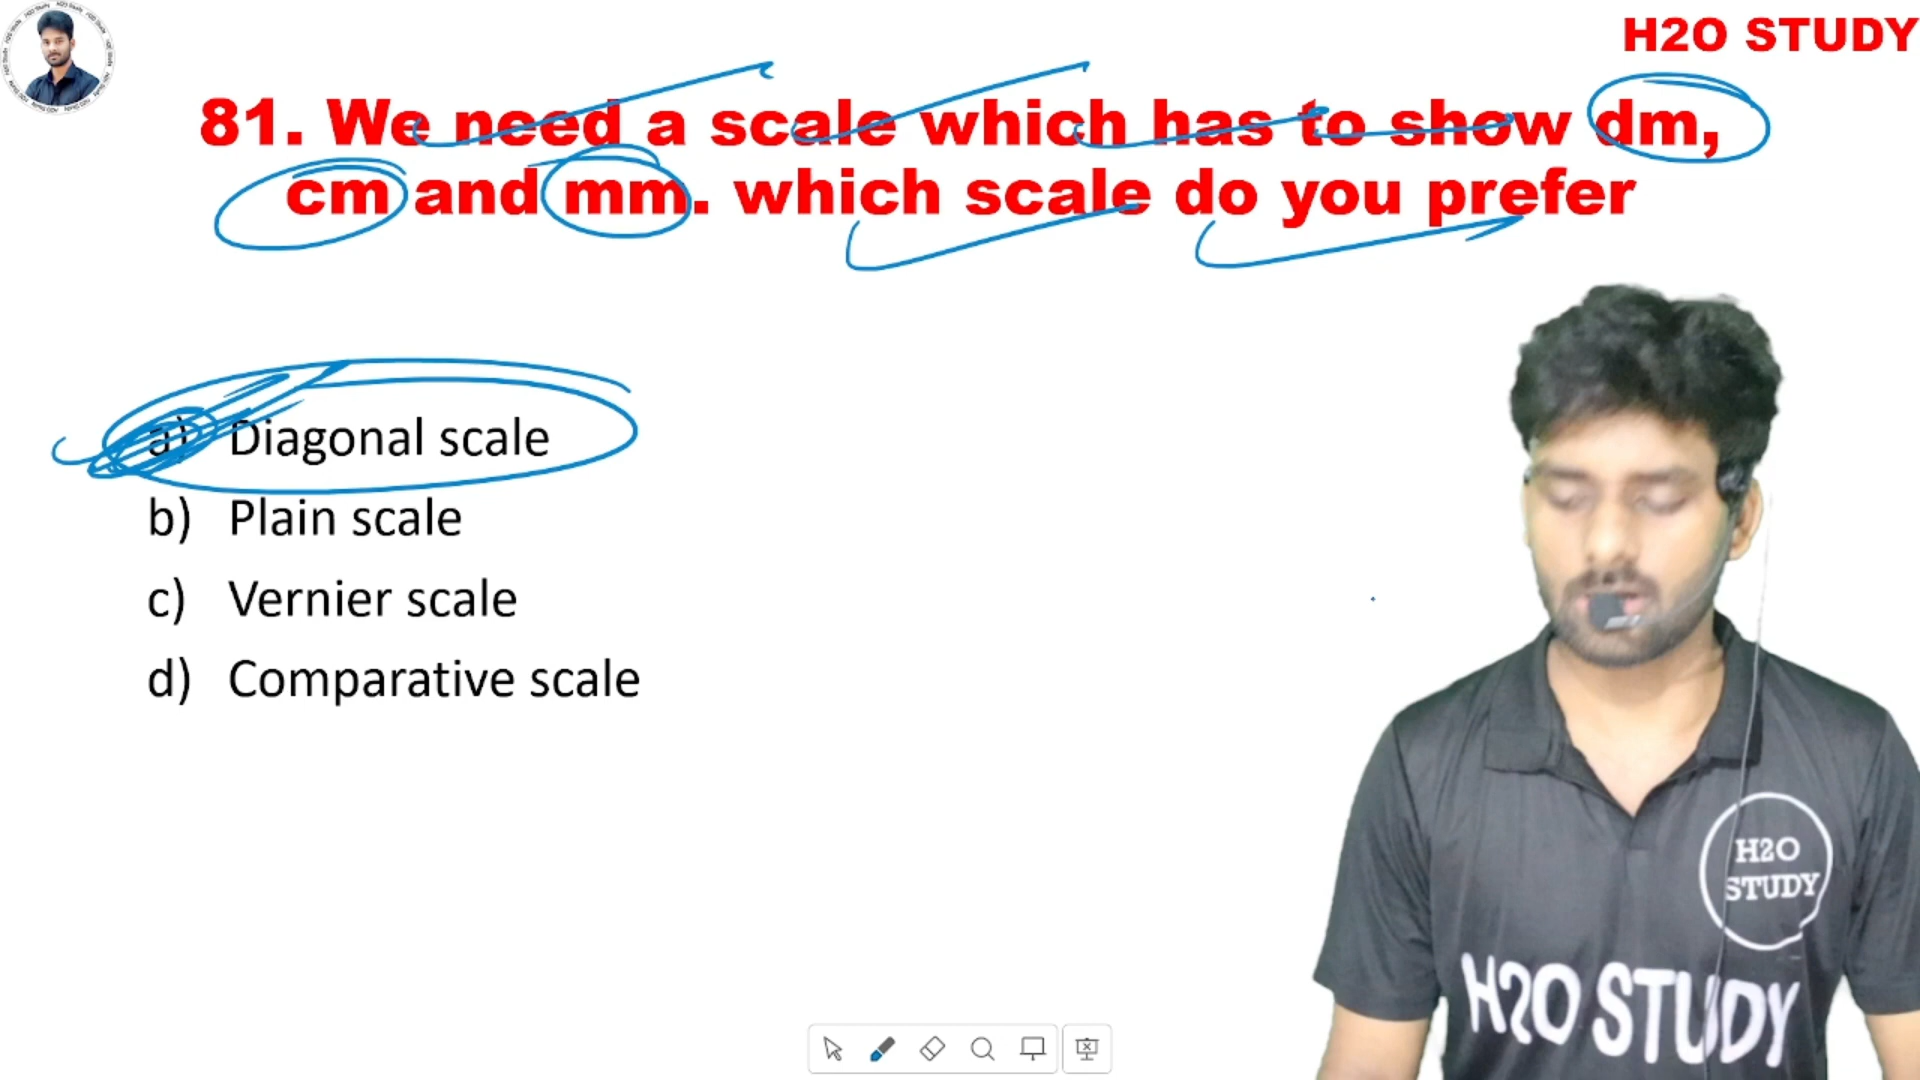 H2O STUDY
81. We need a scale which has to show dm,
cm and mm. which scale do you prefer
a) Diagonal scale
b) Plain scale
c) Vernier scale
d) Comparative scale
H2O
STUDY
H2O STUDY